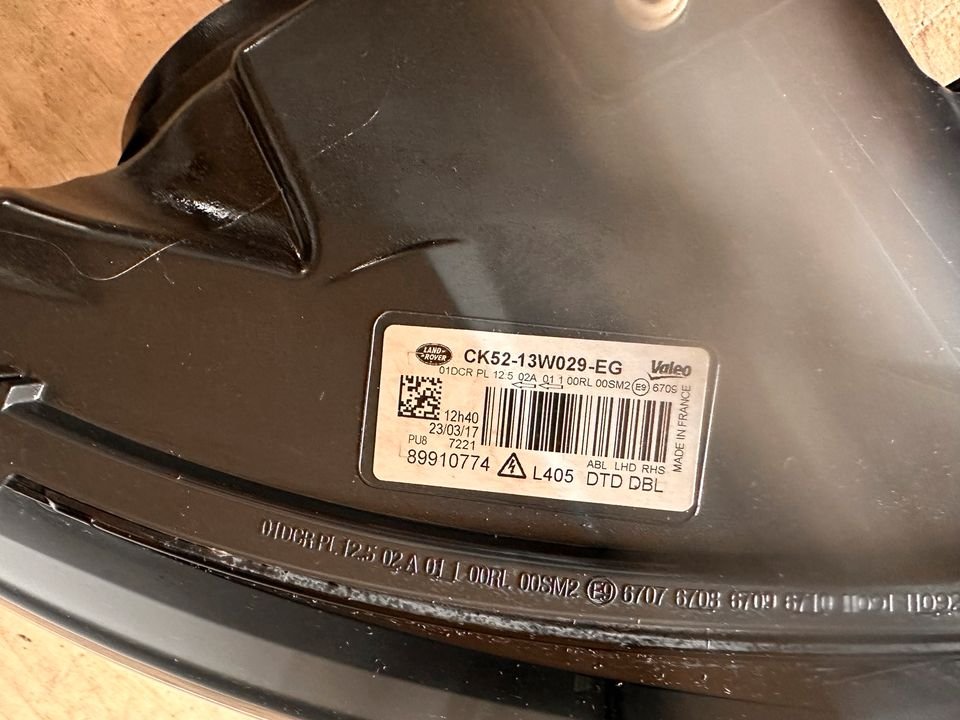 LAND ROVER
CK52-13W029-EG
Valeo
01DCR PL 12.5 02A 01 1 00RL 00SM2 E9 6709
12h40
23/03/17
PU8 7221
89910774
L405
ABL LHD RHS
DTD DBL
MADE IN FRANCE
01DCR PL 12.5 02 A 01 1 00RL 00SM2 E9 6707 6708 6709 6710